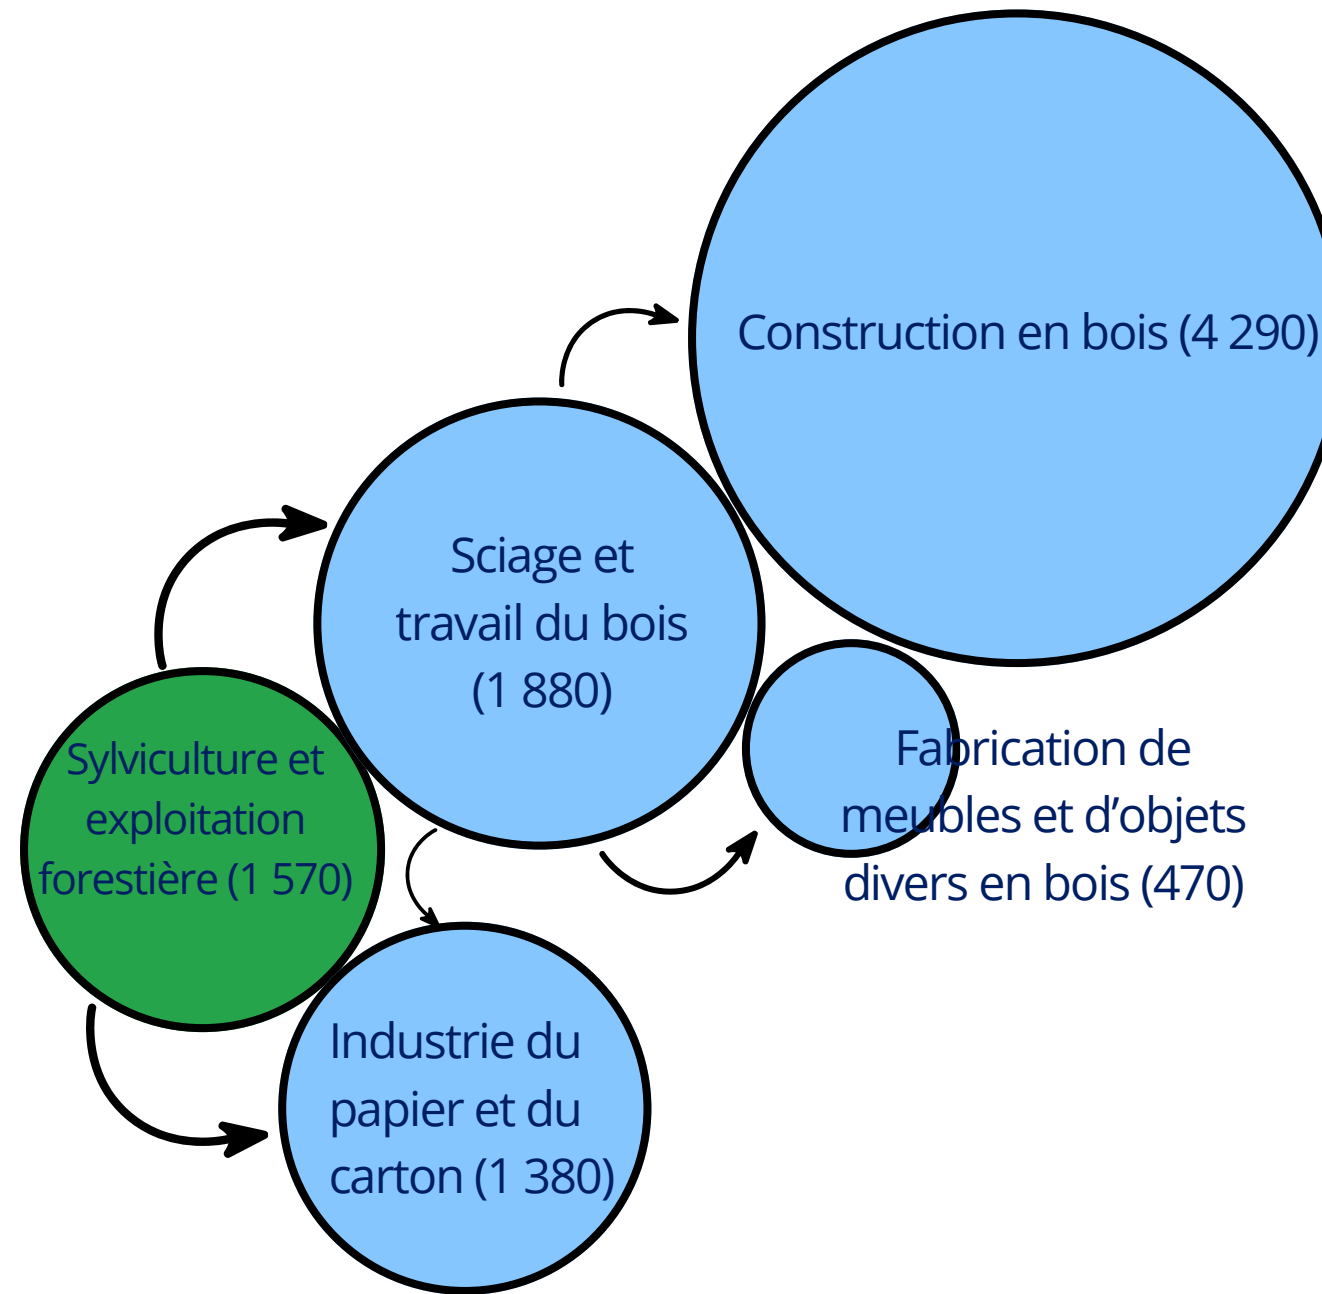 Construction en bois (4 290)
Sciage et
travail du bois
(1 880)
Sylviculture et
exploitation
forestière (1 570)
Fabrication de
meubles et d’objets
divers en bois (470)
Industrie du
papier et du
carton (1 380)